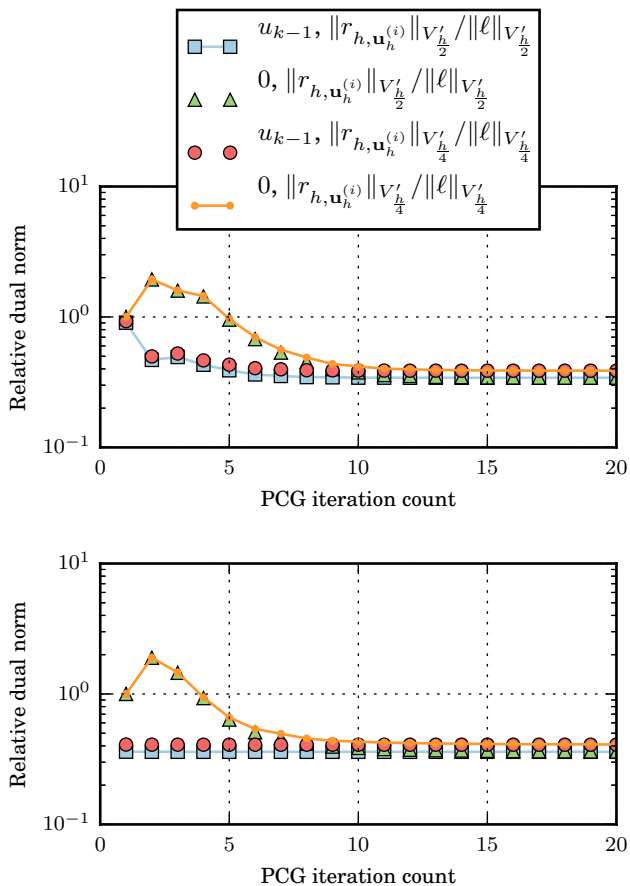 u_{k−1}, ‖r_{h,𝐮_h^{(i)}}‖_{V'_{h/2}}/‖ℓ‖_{V'_{h/2}}
0, ‖r_{h,𝐮_h^{(i)}}‖_{V'_{h/2}}/‖ℓ‖_{V'_{h/2}}
u_{k−1}, ‖r_{h,𝐮_h^{(i)}}‖_{V'_{h/4}}/‖ℓ‖_{V'_{h/4}}
0, ‖r_{h,𝐮_h^{(i)}}‖_{V'_{h/4}}/‖ℓ‖_{V'_{h/4}}
10^1
10^0
10^{−1}
Relative dual norm
0 5 10 15 20
PCG iteration count
10^1
10^0
10^{−1}
Relative dual norm
0 5 10 15 20
PCG iteration count